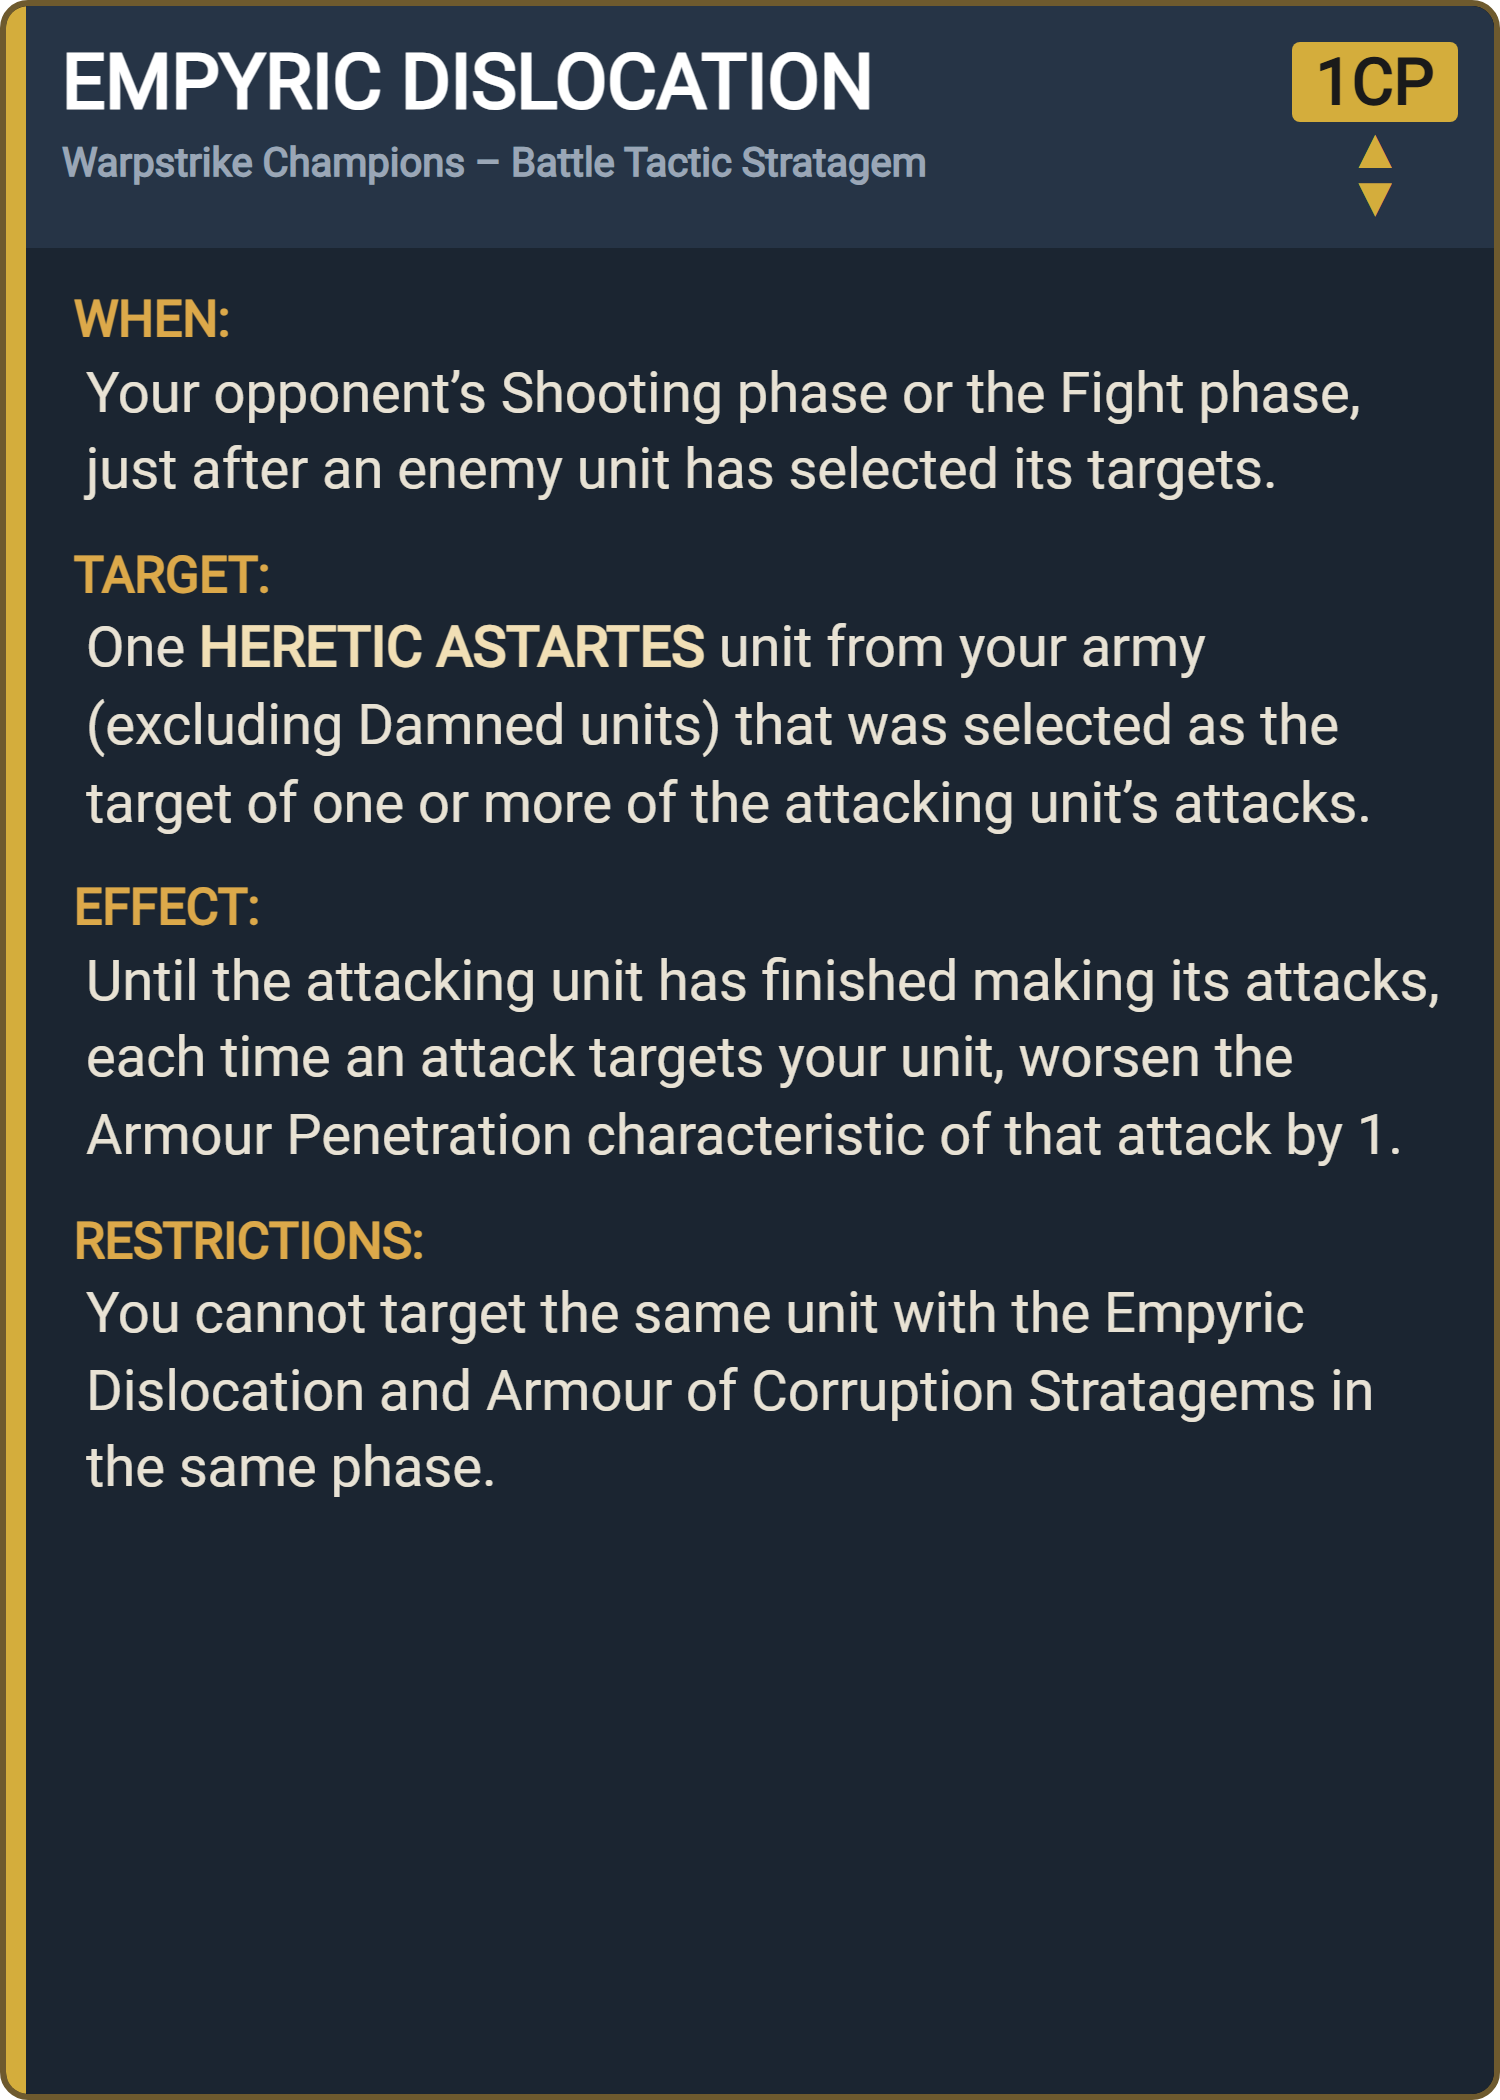 EMPYRIC DISLOCATION
1CP
Warpstrike Champions – Battle Tactic Stratagem
▲
▼
WHEN:
Your opponent’s Shooting phase or the Fight phase,
just after an enemy unit has selected its targets.
TARGET:
One HERETIC ASTARTES unit from your army
(excluding Damned units) that was selected as the
target of one or more of the attacking unit’s attacks.
EFFECT:
Until the attacking unit has finished making its attacks,
each time an attack targets your unit, worsen the
Armour Penetration characteristic of that attack by 1.
RESTRICTIONS:
You cannot target the same unit with the Empyric
Dislocation and Armour of Corruption Stratagems in
the same phase.